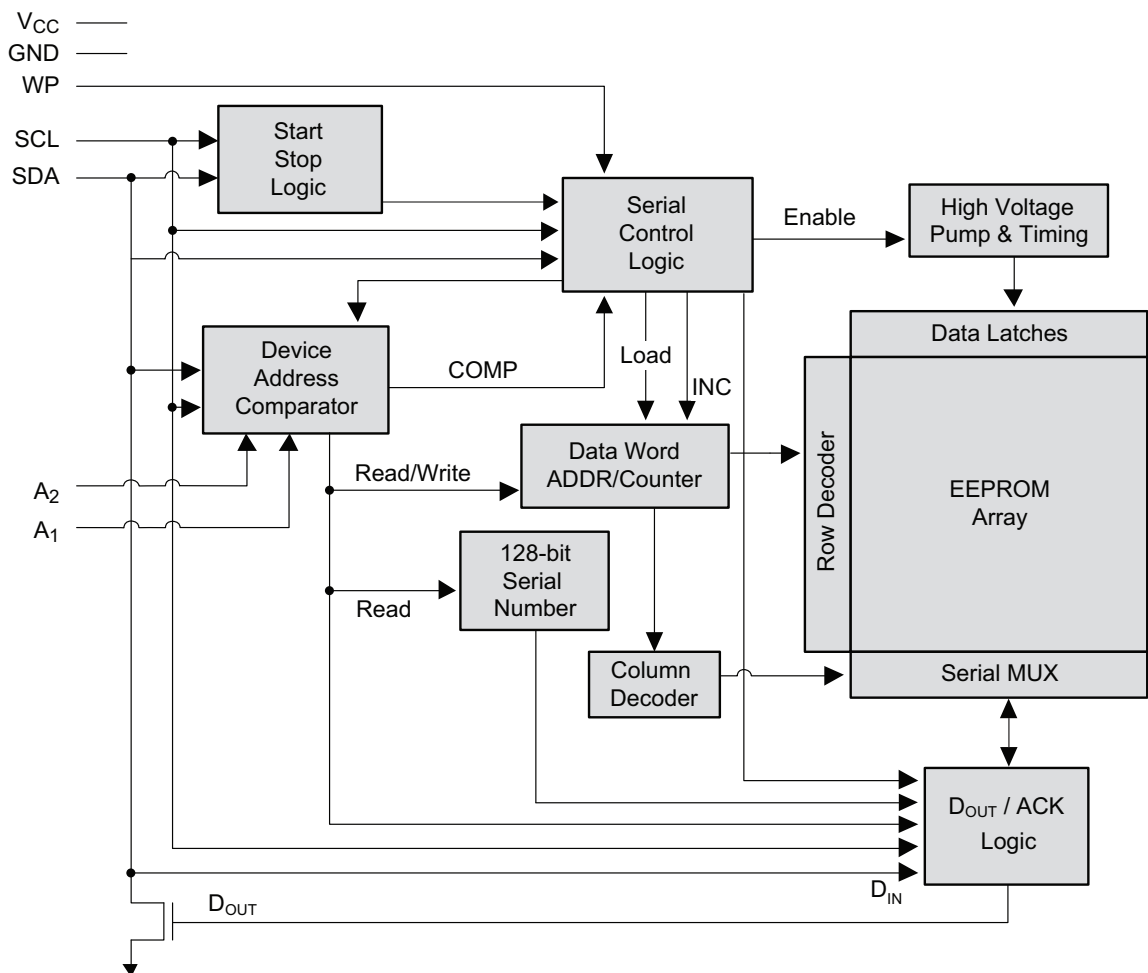 VCC
GND
WP
SCL
SDA
Start
Stop
Logic
Serial
Control
Logic
Enable
High Voltage
Pump & Timing
Device
Address
Comparator
COMP
Load
INC
Data Latches
A2
A1
Read/Write
Data Word
ADDR/Counter
Row Decoder
EEPROM
Array
Read
128-bit
Serial
Number
Column
Decoder
Serial MUX
DOUT / ACK
Logic
DIN
DOUT